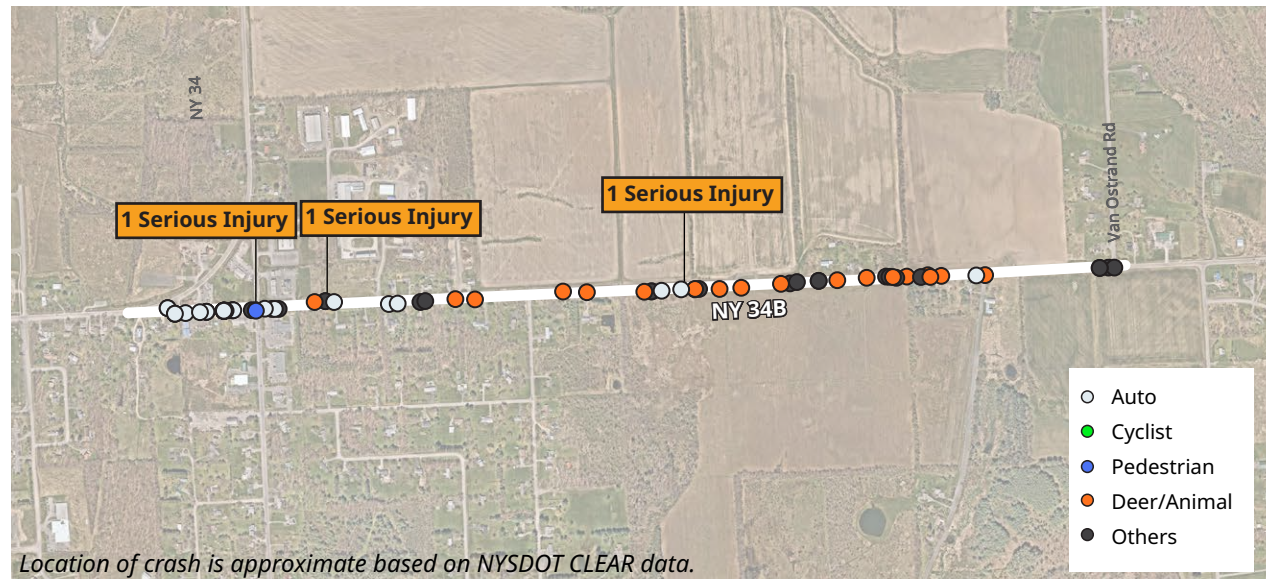 NY 34
Van Ostrand Rd
1 Serious Injury
1 Serious Injury
1 Serious Injury
NY 34B
Auto
Cyclist
Pedestrian
Deer/Animal
Others
Location of crash is approximate based on NYSDOT CLEAR data.